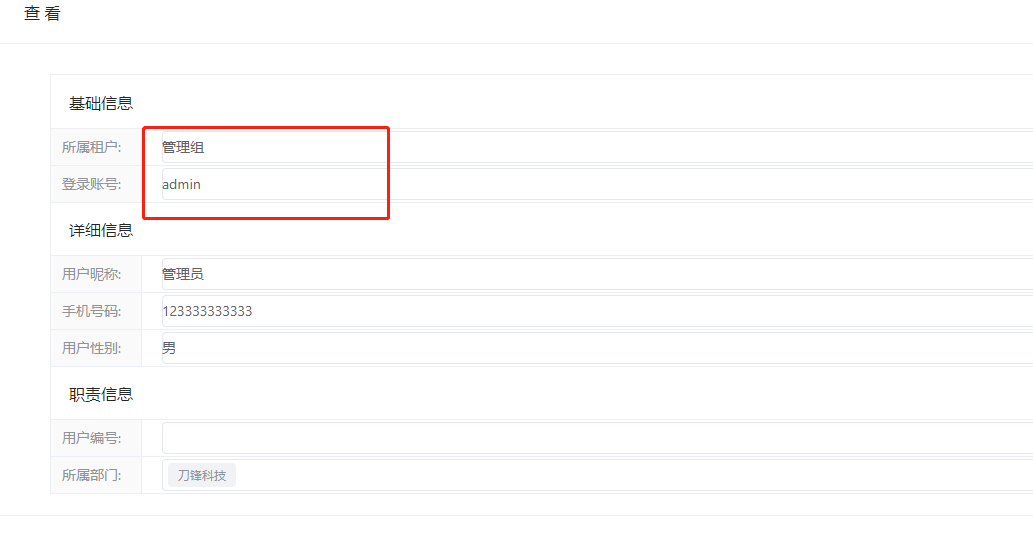 查 看
基础信息
所属租户: 管理组
登录账号: admin
详细信息
用户昵称: 管理员
手机号码: 123333333333
用户性别: 男
职责信息
用户编号:
所属部门: 刀锋科技